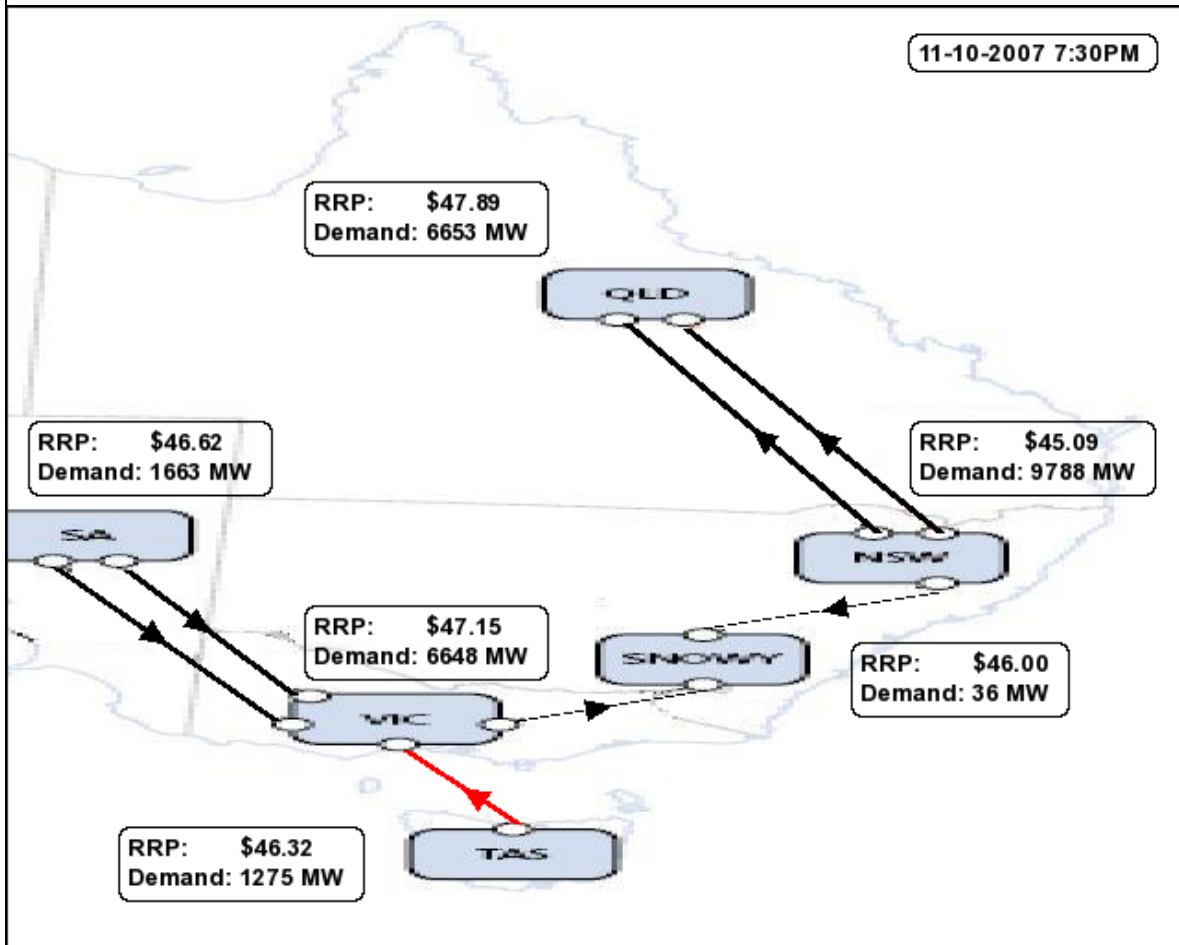 11-10-2007 7:30PM
RRP: $47.89
Demand: 6653 MW
QLD
RRP: $46.62
Demand: 1663 MW
RRP: $45.09
Demand: 9788 MW
SA
NSW
RRP: $47.15
Demand: 6648 MW
SNOWY
RRP: $46.00
Demand: 36 MW
VIC
RRP: $46.32
Demand: 1275 MW
TAS